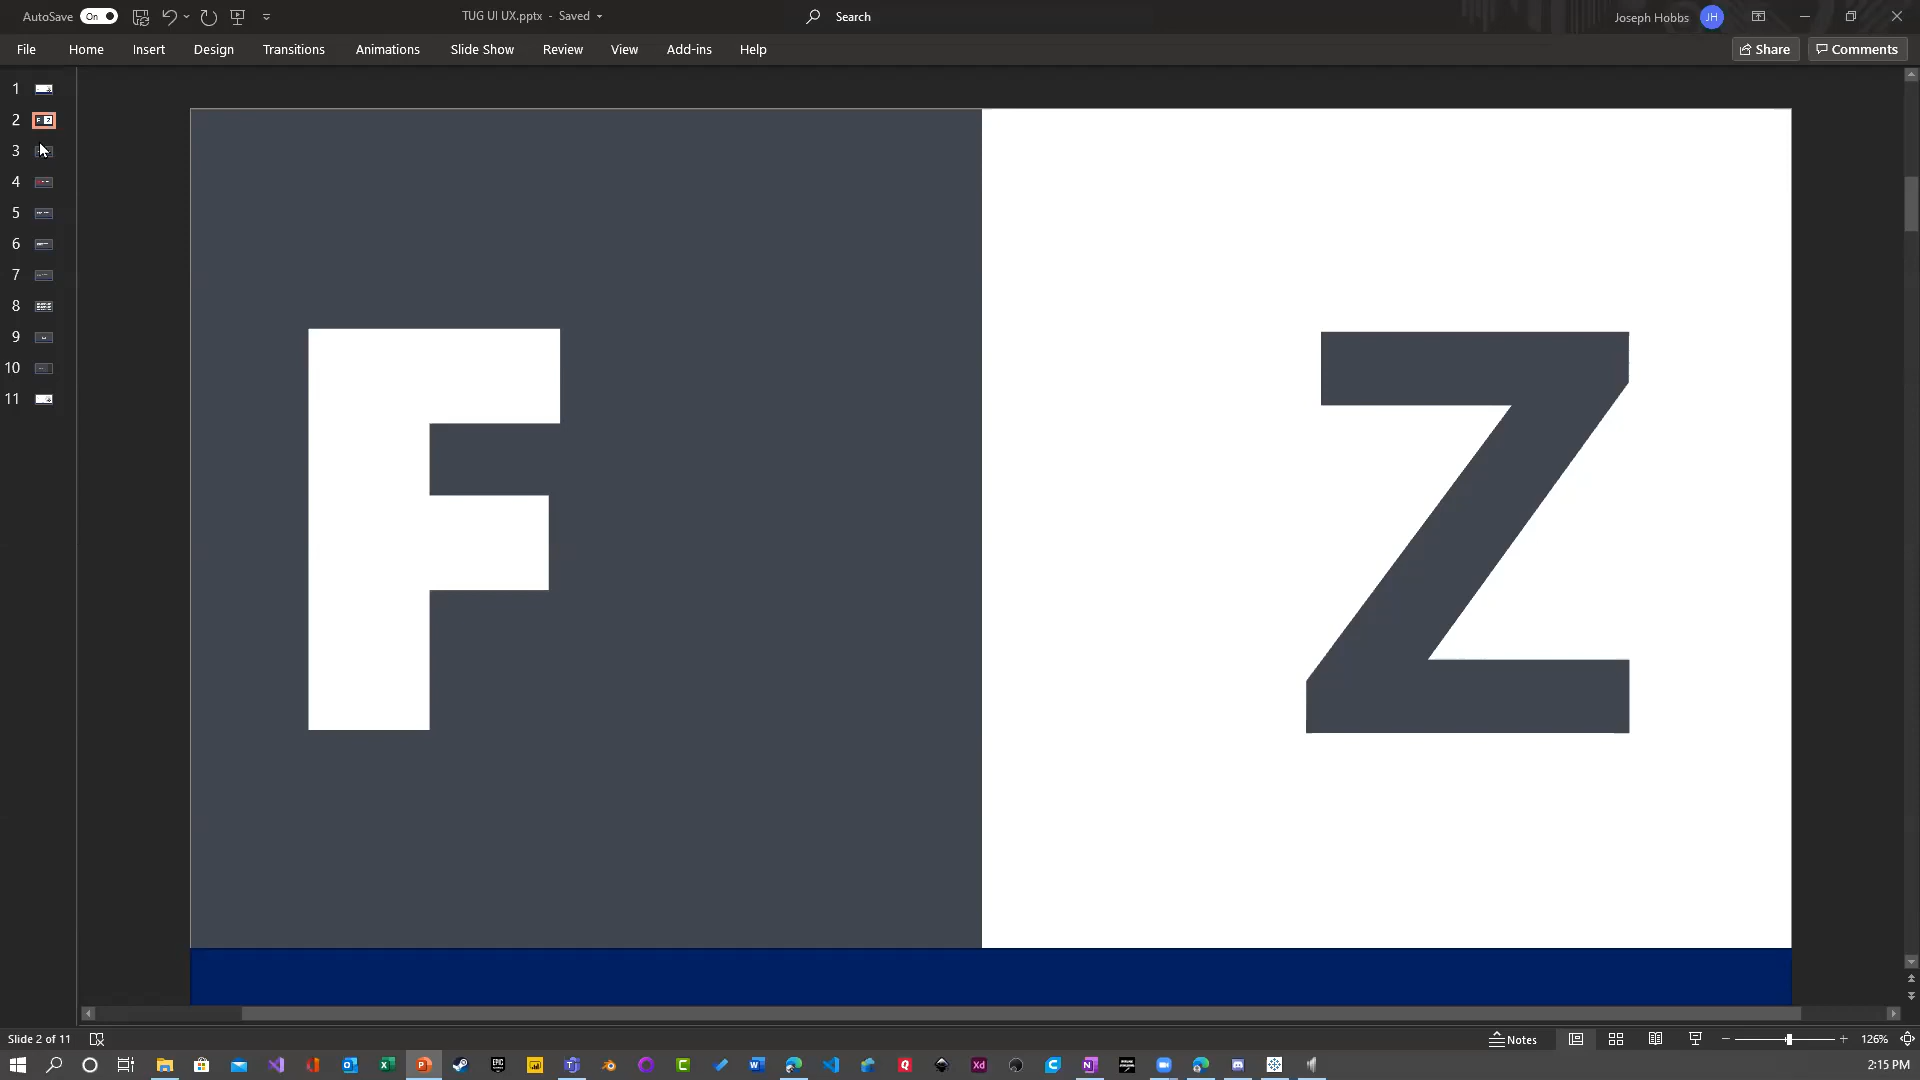 AutoSave On TUG UI UX.pptx - Saved Search Joseph Hobbs JH
File Home Insert Design Transitions Animations Slide Show Review View Add-ins Help Share Comments
1
2
3
4
5
6
7
8
9
10
11
F Z
Slide 2 of 11 Notes 126%
2:15 PM